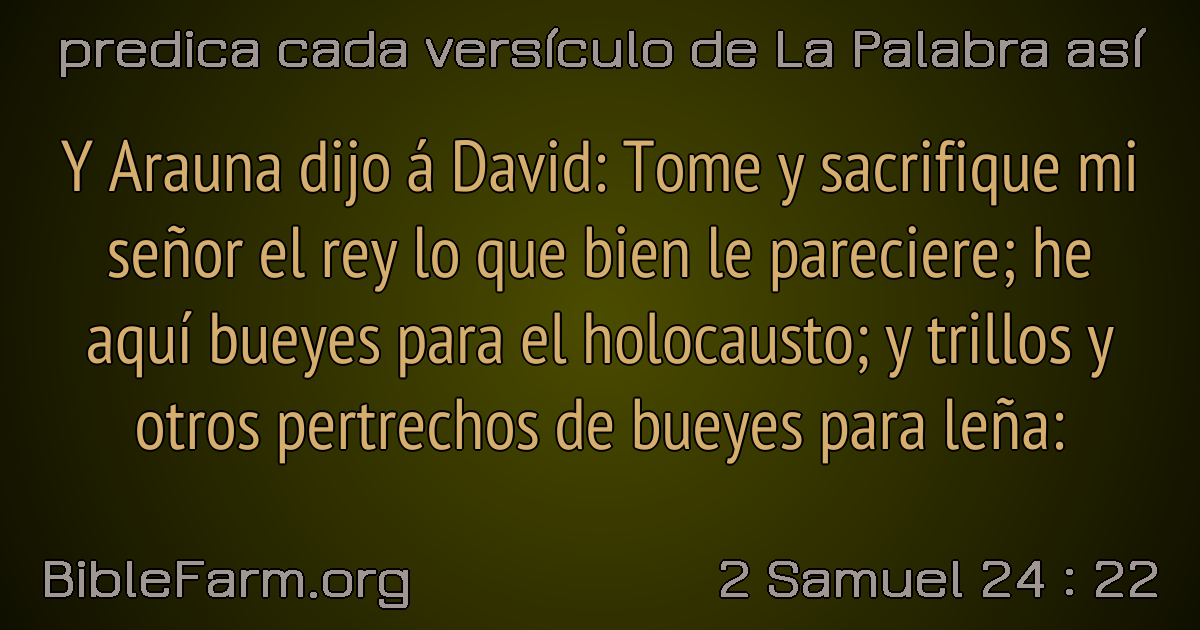 predica cada versículo de La Palabra así
Y Arauna dijo á David: Tome y sacrifique mi
señor el rey lo que bien le pareciere; he
aquí bueyes para el holocausto; y trillos y
otros pertrechos de bueyes para leña:
BibleFarm.org
2 Samuel 24 : 22